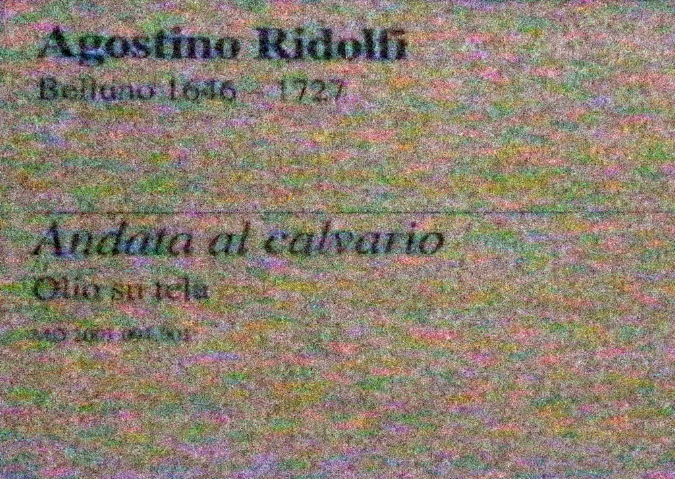 Agostino Ridolfi
Belluno 1646 - 1727
Andata al calvario
Olio su tela